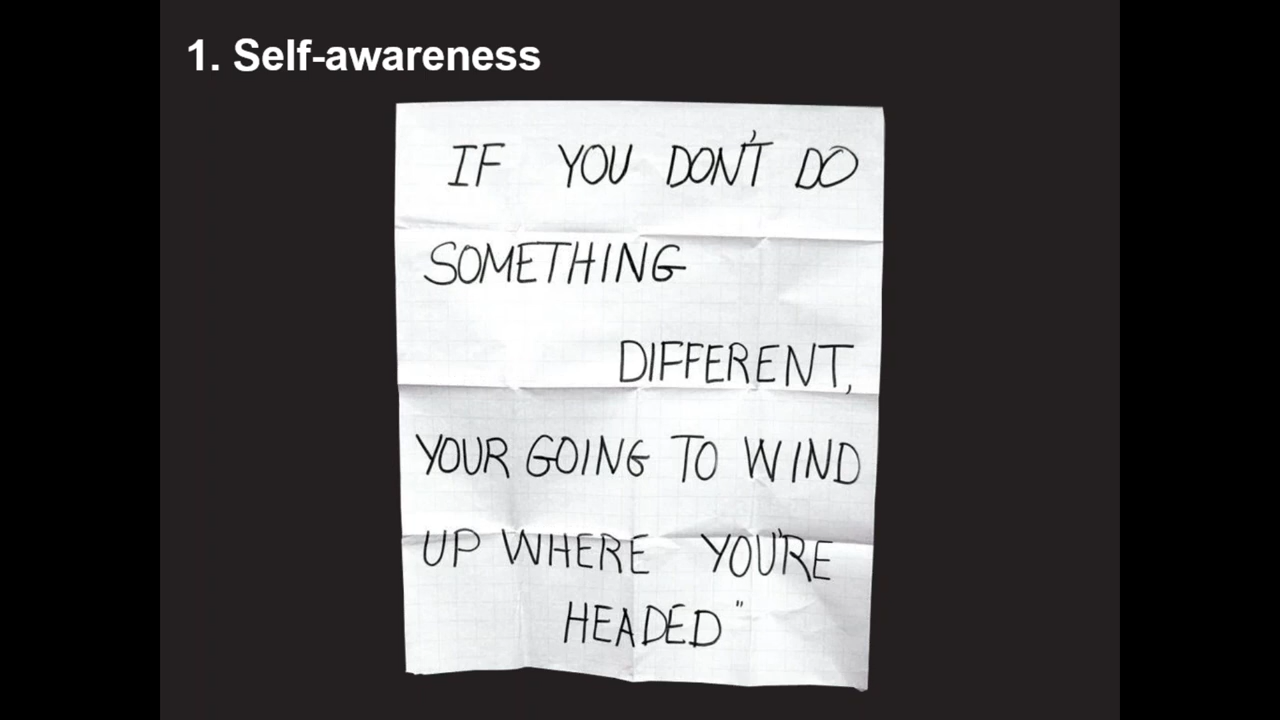 1. Self-awareness
IF YOU DON'T DO
SOMETHING
DIFFERENT,
YOUR GOING TO WIND
UP WHERE YOU'RE
HEADED"